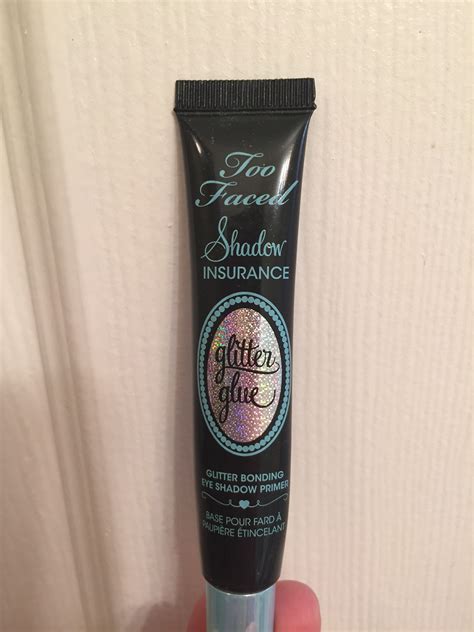 Too
Faced
Shadow
INSURANCE
glitter
glue
GLITTER BONDING
EYE SHADOW PRIMER
BASE POUR FARD À
PAUPIÈRE ÉTINCELANT